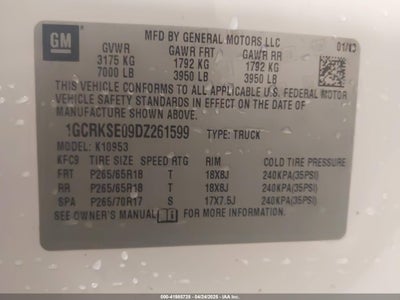 GM
MFD BY GENERAL MOTORS LLC
GVWR GAWR FRT GAWR RR 01/13
3175 KG 1792 KG 1792 KG
7000 LB 3950 LB 3950 LB
THIS VEHICLE CONFORMS TO ALL APPLICABLE U.S. FEDERAL MOTOR
VEHICLE SAFETY STANDARDS IN EFFECT ON THE DATE OF
MANUFACTURE SHOWN ABOVE.
1GCRKSE09DZ261599 TYPE: TRUCK
MODEL: K10953
KFC9 TIRE SIZE SPEED RTG RIM COLD TIRE PRESSURE
FRT P265/65R18 T 18X8J 240KPA(35PSI)
RR P265/65R18 T 18X8J 240KPA(35PSI)
SPA P265/70R17 S 17X7.5J 240KPA(35PSI)
SEE OWNER'S MANUAL FOR MORE INFORMATION.
500-41985735 - 04/24/2025 - IAA Inc.